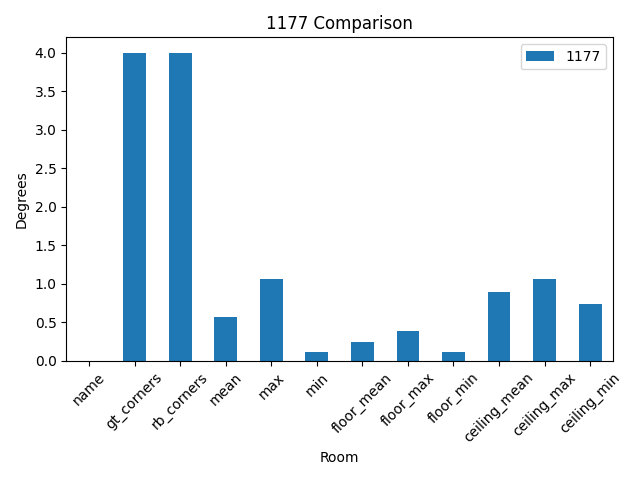 1177 Comparison
1177
Degrees
4.0
3.5
3.0
2.5
2.0
1.5
1.0
0.5
0.0
name
gt_corners
rb_corners
mean
max
min
floor_mean
floor_max
floor_min
ceiling_mean
ceiling_max
ceiling_min
Room